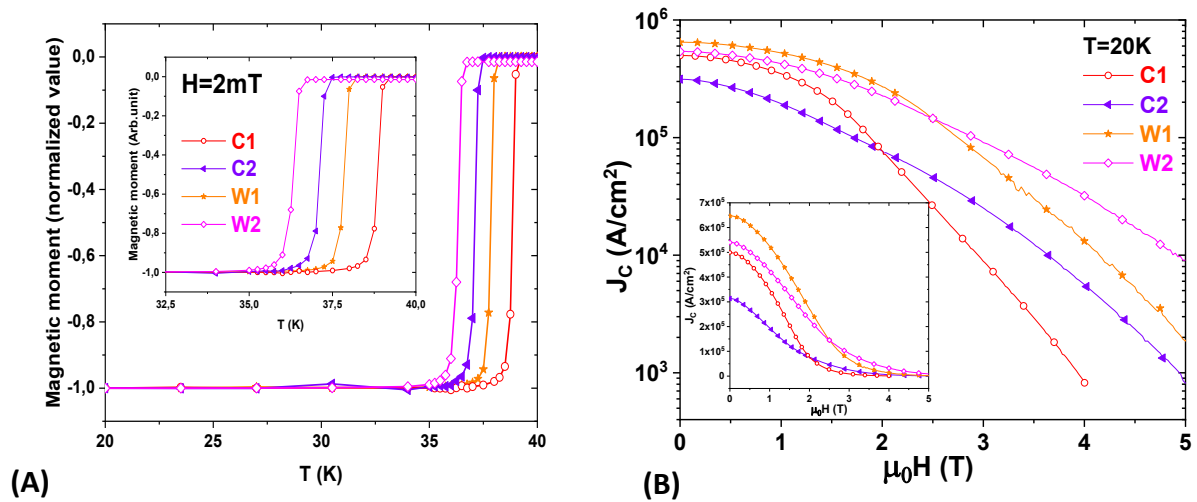 Magnetic moment (normalized value)
0,0
-0,2
-0,4
-0,6
-0,8
-1,0
20
25
30
35
40
T (K)
(A)
H=2mT
C1
C2
W1
W2
Magnetic moment (Arb.unit)
0,0
-0,2
-0,4
-0,6
-0,8
-1,0
32,5
35,0
37,5
40,0
T (K)
J_C (A/cm²)
10⁶
10⁵
10⁴
10³
0
1
2
3
4
5
μ₀H (T)
(B)
T=20K
C1
C2
W1
W2
J_C (A/cm²)
7x10⁵
6x10⁵
5x10⁵
4x10⁵
3x10⁵
2x10⁵
1x10⁵
0
0
1
2
3
4
5
μ₀H (T)